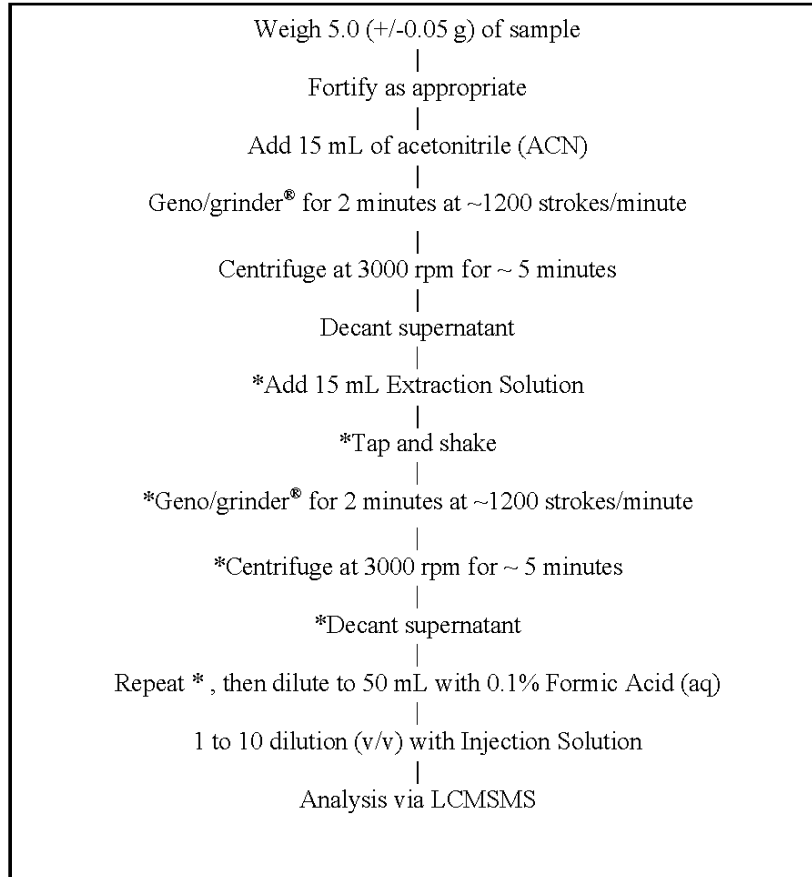 Weigh 5.0 (+/-0.05 g) of sample
Fortify as appropriate
Add 15 mL of acetonitrile (ACN)
Geno/grinder® for 2 minutes at ~1200 strokes/minute
Centrifuge at 3000 rpm for ~ 5 minutes
Decant supernatant
*Add 15 mL Extraction Solution
*Tap and shake
*Geno/grinder® for 2 minutes at ~1200 strokes/minute
*Centrifuge at 3000 rpm for ~ 5 minutes
*Decant supernatant
Repeat * , then dilute to 50 mL with 0.1% Formic Acid (aq)
1 to 10 dilution (v/v) with Injection Solution
Analysis via LCMSMS